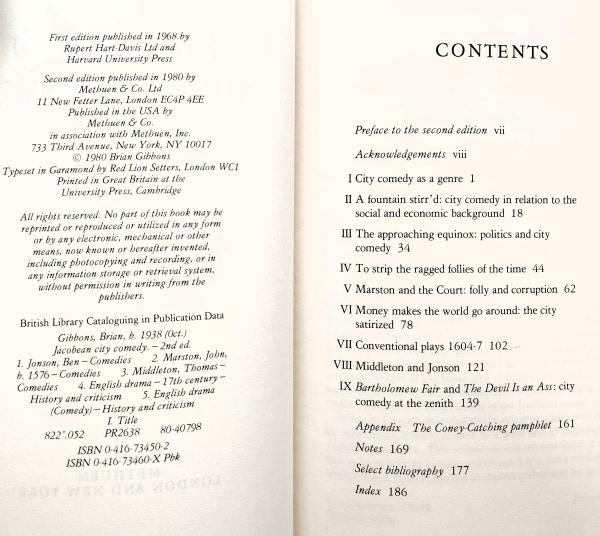 First edition published in 1968 by
Rupert Hart-Davis Ltd and
Harvard University Press
Second edition published in 1980 by
Methuen & Co. Ltd
11 New Fetter Lane, London EC4P 4EE
Published in the USA by
Methuen & Co.
in association with Methuen, Inc.
733 Third Avenue, New York, NY 10017
© 1980 Brian Gibbons
Typeset in Garamond by Red Lion Setters, London WC1
Printed in Great Britain at the
University Press, Cambridge
All rights reserved. No part of this book may be
reprinted or reproduced or utilized in any form
or by any electronic, mechanical or other
means, now known or hereafter invented,
including photocopying and recording, or in
any information storage or retrieval system,
without permission in writing from the
publishers.
British Library Cataloguing in Publication Data
Gibbons, Brian, b. 1938 (Oct.)
Jacobean city comedy. – 2nd ed.
1. Jonson, Ben – Comedies 2. Marston, John,
b. 1576 – Comedies 3. Middleton, Thomas –
Comedies 4. English drama – 17th century –
History and criticism 5. English drama
(Comedy) – History and criticism
I. Title
822'.052 PR2638 80-40798
ISBN 0-416-73450-2
ISBN 0-416-73460-X Pbk
METHUEN
LONDON AND NEW YORK
CONTENTS
Preface to the second edition vii
Acknowledgements viii
I City comedy as a genre 1
II A fountain stirr'd: city comedy in relation to the
social and economic background 18
III The approaching equinox: politics and city
comedy 34
IV To strip the ragged follies of the time 44
V Marston and the Court: folly and corruption 62
VI Money makes the world go around: the city
satirized 78
VII Conventional plays 1604-7 102
VIII Middleton and Jonson 121
IX Bartholomew Fair and The Devil Is an Ass: city
comedy at the zenith 139
Appendix The Coney-Catching pamphlet 161
Notes 169
Select bibliography 177
Index 186